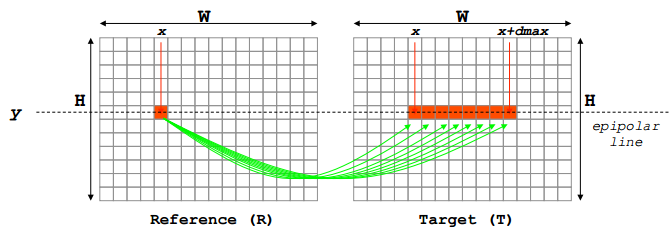 W
W
x
x
x+dmax
H
H
y
epipolar
line
Reference (R)
Target (T)